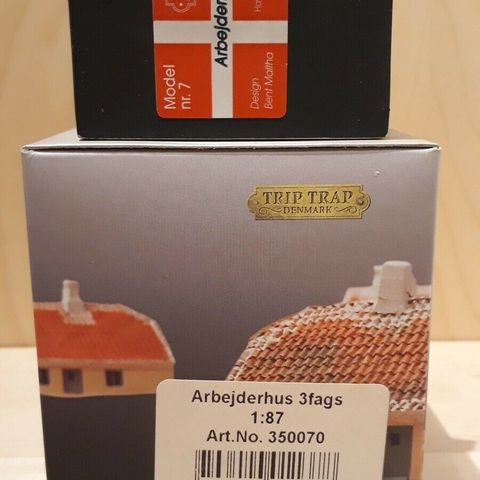 Model
nr. 7
Arbejder
Design
Bent Maltha
TRIP TRAP
DENMARK
Arbejderhus 3fags
1:87
Art.No. 350070